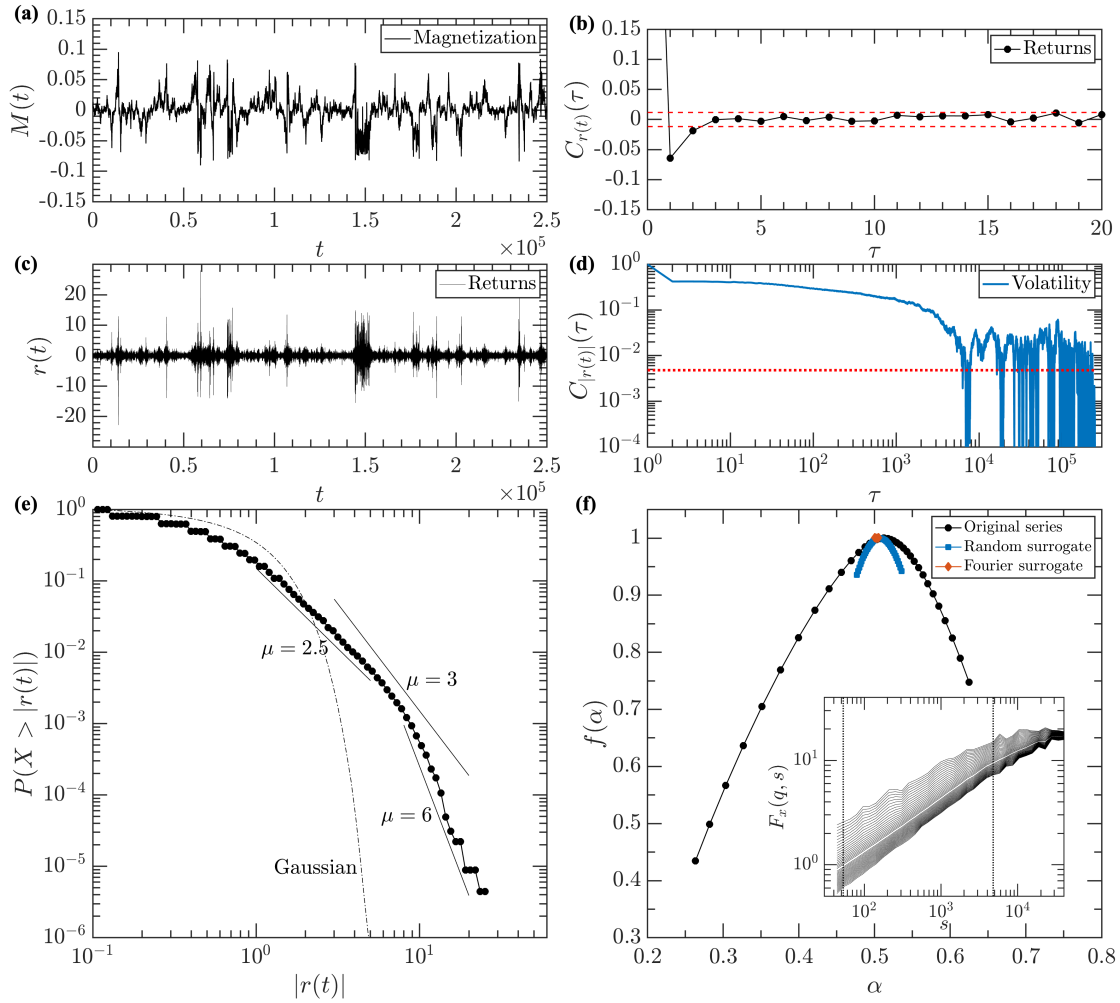 (a)
0.15
0.1
0.05
0
-0.05
-0.1
0.15
M(t)
Magnetization
0 0.5 1 1.5 2 2.5
t
×10^5
(b)
0.15
0.1
0.05
0
-0.05
-0.1
0.15
C_{r(t)}(τ)
Returns
0 5 10 15 20
τ
(c)
20
10
0
-10
-20
r(t)
Returns
0 0.5 1 1.5 2 2.5
t
×10^5
(d)
10^0
10^-1
10^-2
10^-3
10^-4
C_{|r(t)|}(τ)
Volatility
10^0 10^1 10^2 10^3 10^4 10^5
τ
(e)
10^0
10^-1
10^-2
10^-3
10^-4
10^-5
10^-6
P(X > |r(t)|)
μ = 2.5
μ = 3
μ = 6
Gaussian
10^-1 10^0 10^1
|r(t)|
(f)
1
0.9
0.8
0.7
0.6
0.5
0.4
0.3
f(α)
Original series
Random surrogate
Fourier surrogate
10^1
10^0
F_x(q, s)
10^2 10^3 10^4
s
0.2 0.3 0.4 0.5 0.6 0.7 0.8
α